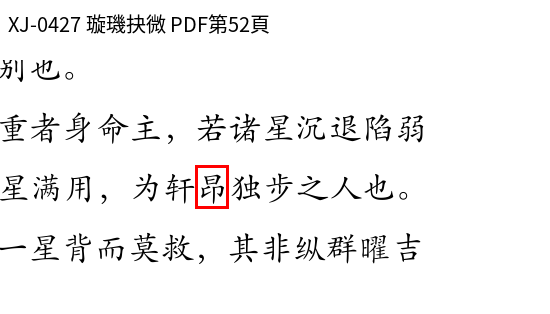 XJ-0427 璇璣抉微 PDF第52頁
别也。
重者身命主，若诸星沉退陷弱
星满用，为轩昂独步之人也。
一星背而莫救，其非纵群曜吉